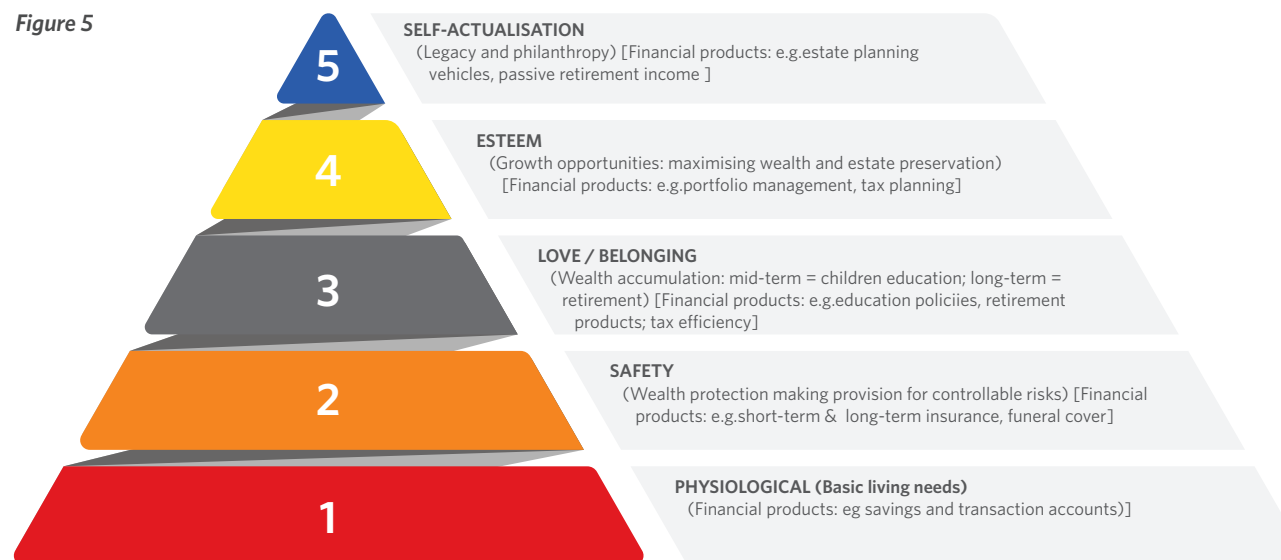 Figure 5
5
SELF-ACTUALISATION
(Legacy and philanthropy) [Financial products: e.g.estate planning
vehicles, passive retirement income ]
4
ESTEEM
(Growth opportunities: maximising wealth and estate preservation)
[Financial products: e.g.portfolio management, tax planning]
3
LOVE / BELONGING
(Wealth accumulation: mid-term = children education; long-term =
retirement) [Financial products: e.g.education policiies, retirement
products; tax efficiency]
2
SAFETY
(Wealth protection making provision for controllable risks) [Financial
products: e.g.short-term &  long-term insurance, funeral cover]
1
PHYSIOLOGICAL (Basic living needs)
(Financial products: eg savings and transaction accounts)]